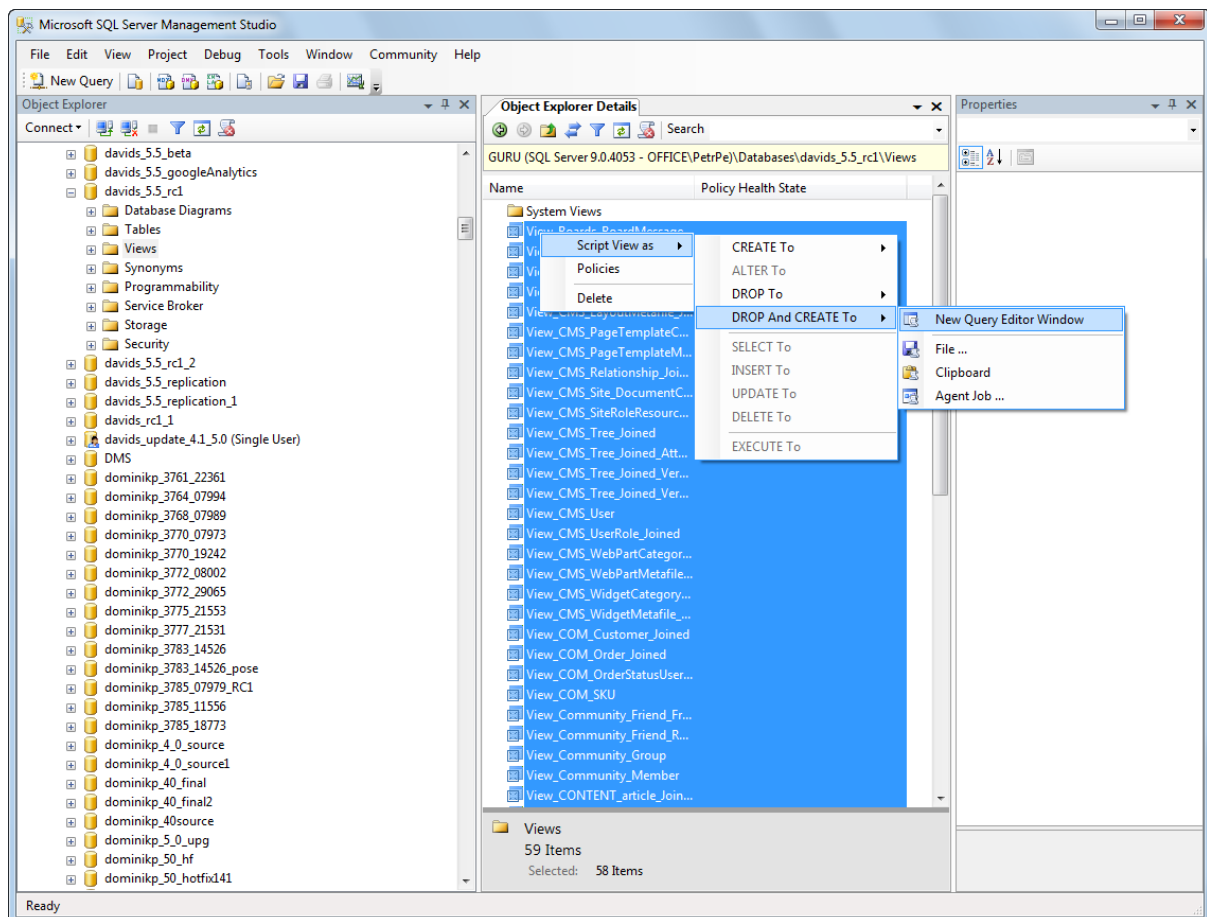 Microsoft SQL Server Management Studio
File Edit View Project Debug Tools Window Community Help
New Query
Object Explorer
Connect
davids_5.5_beta
davids_5.5_googleAnalytics
davids_5.5_rc1
Database Diagrams
Tables
Views
Synonyms
Programmability
Service Broker
Storage
Security
davids_5.5_rc1_2
davids_5.5_replication
davids_5.5_replication_1
davids_rc1_1
davids_update_4.1_5.0 (Single User)
DMS
dominikp_3761_22361
dominikp_3764_07994
dominikp_3768_07989
dominikp_3770_07973
dominikp_3770_19242
dominikp_3772_08002
dominikp_3772_29065
dominikp_3775_21553
dominikp_3777_21531
dominikp_3783_14526
dominikp_3783_14526_pose
dominikp_3785_07979_RC1
dominikp_3785_11556
dominikp_3785_18773
dominikp_4_0_source
dominikp_4_0_source1
dominikp_40_final
dominikp_40_final2
dominikp_40source
dominikp_5_0_upg
dominikp_50_hf
dominikp_50_hotfix141
Object Explorer Details
Search
GURU (SQL Server 9.0.4053 - OFFICE\PetrPe)\Databases\davids_5.5_rc1\Views
Name Policy Health State
System Views
View_CMS_PageTemplateC...
View_CMS_PageTemplateM...
View_CMS_Relationship_Joi...
View_CMS_Site_DocumentC...
View_CMS_SiteRoleResourc...
View_CMS_Tree_Joined
View_CMS_Tree_Joined_Att...
View_CMS_Tree_Joined_Ver...
View_CMS_Tree_Joined_Ver...
View_CMS_User
View_CMS_UserRole_Joined
View_CMS_WebPartCategor...
View_CMS_WebPartMetafile...
View_CMS_WidgetCategory...
View_CMS_WidgetMetafile_...
View_COM_Customer_Joined
View_COM_Order_Joined
View_COM_OrderStatusUser...
View_COM_SKU
View_Community_Friend_Fr...
View_Community_Friend_R...
View_Community_Group
View_Community_Member
View_CONTENT_article_Join...
Script View as
Policies
Delete
CREATE To
ALTER To
DROP To
DROP And CREATE To
SELECT To
INSERT To
UPDATE To
DELETE To
EXECUTE To
New Query Editor Window
File ...
Clipboard
Agent Job ...
Views
59 Items
Selected: 58 Items
Properties
Ready